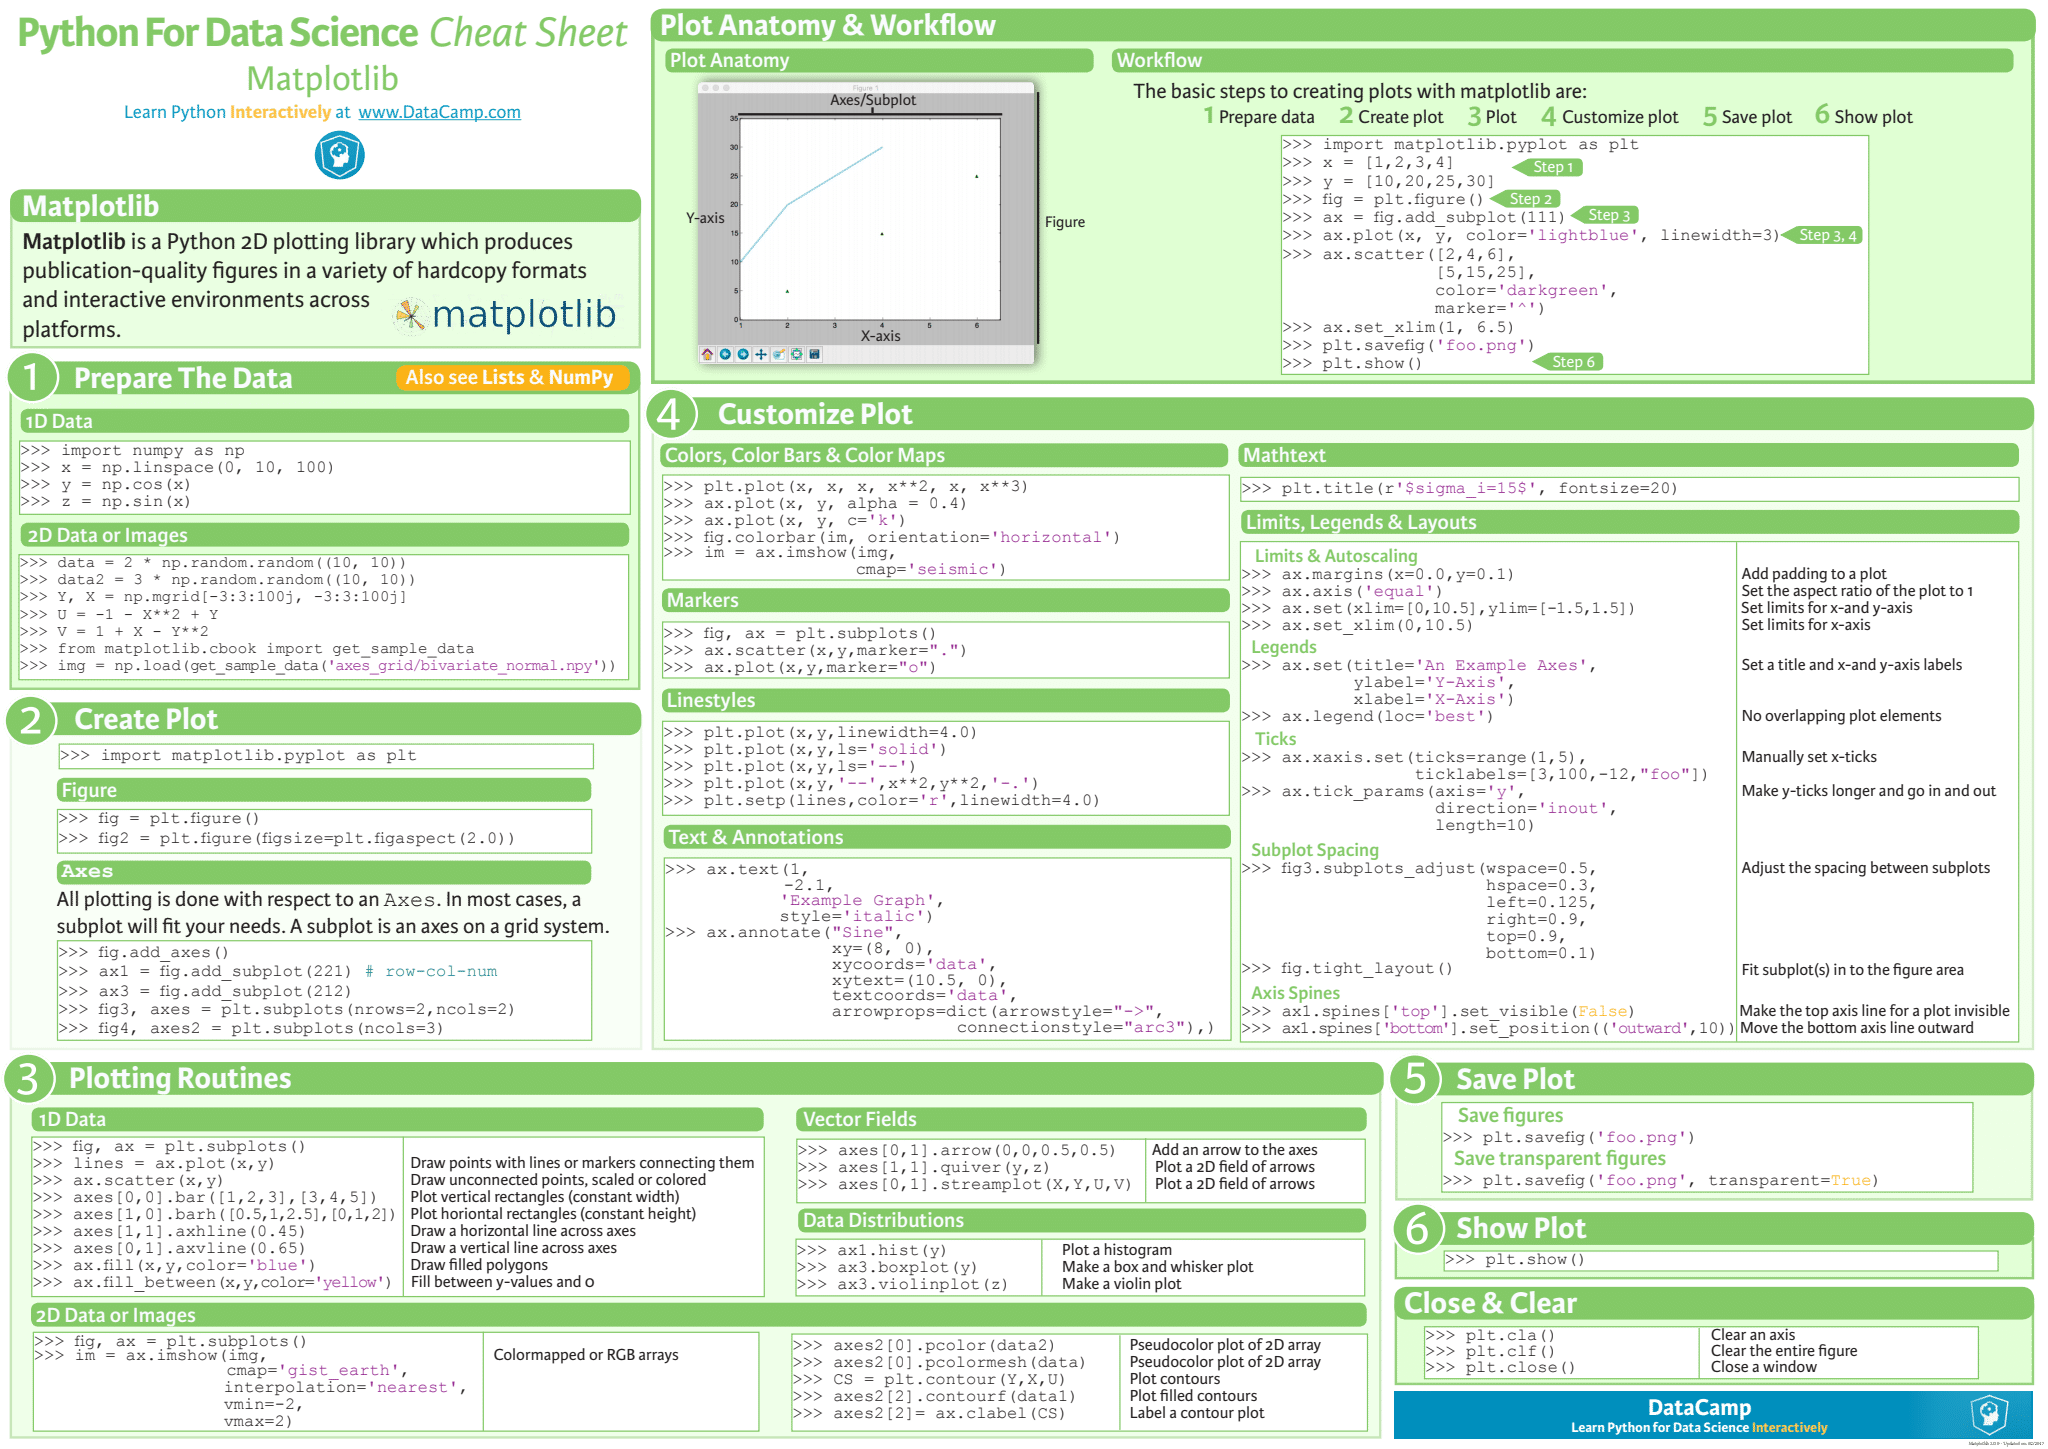 Python For Data Science Cheat Sheet
Matplotlib
Learn Python Interactively at www.DataCamp.com
Matplotlib
Matplotlib is a Python 2D plotting library which produces
publication-quality figures in a variety of hardcopy formats
and interactive environments across
platforms.
matplotlib
1 Prepare The Data
Also see Lists & NumPy
1D Data
>>> import numpy as np
>>> x = np.linspace(0, 10, 100)
>>> y = np.cos(x)
>>> z = np.sin(x)
2D Data or Images
>>> data = 2 * np.random.random((10, 10))
>>> data2 = 3 * np.random.random((10, 10))
>>> Y, X = np.mgrid[-3:3:100j, -3:3:100j]
>>> U = -1 - X**2 + Y
>>> V = 1 + X - Y**2
>>> from matplotlib.cbook import get_sample_data
>>> img = np.load(get_sample_data('axes_grid/bivariate_normal.npy'))
2 Create Plot
>>> import matplotlib.pyplot as plt
Figure
>>> fig = plt.figure()
>>> fig2 = plt.figure(figsize=plt.figaspect(2.0))
Axes
All plotting is done with respect to an Axes. In most cases, a
subplot will fit your needs. A subplot is an axes on a grid system.
>>> fig.add_axes()
>>> ax1 = fig.add_subplot(221) # row-col-num
>>> ax3 = fig.add_subplot(212)
>>> fig3, axes = plt.subplots(nrows=2,ncols=2)
>>> fig4, axes2 = plt.subplots(ncols=3)
Plot Anatomy & Workflow
Plot Anatomy
Figure 1
Axes/Subplot
35
30
25
20
15
10
5
0
1 2 3 4 5 6
Y-axis
X-axis
Figure
Workflow
The basic steps to creating plots with matplotlib are:
1 Prepare data 2 Create plot 3 Plot 4 Customize plot 5 Save plot 6 Show plot
>>> import matplotlib.pyplot as plt
>>> x = [1,2,3,4]
Step 1
>>> y = [10,20,25,30]
>>> fig = plt.figure() Step 2
>>> ax = fig.add_subplot(111) Step 3
>>> ax.plot(x, y, color='lightblue', linewidth=3) Step 3, 4
>>> ax.scatter([2,4,6],
[5,15,25],
color='darkgreen',
marker='^')
>>> ax.set_xlim(1, 6.5)
>>> plt.savefig('foo.png')
>>> plt.show() Step 6
4 Customize Plot
Colors, Color Bars & Color Maps
>>> plt.plot(x, x, x, x**2, x, x**3)
>>> ax.plot(x, y, alpha = 0.4)
>>> ax.plot(x, y, c='k')
>>> fig.colorbar(im, orientation='horizontal')
>>> im = ax.imshow(img,
cmap='seismic')
Markers
>>> fig, ax = plt.subplots()
>>> ax.scatter(x,y,marker=".")
>>> ax.plot(x,y,marker="o")
Linestyles
>>> plt.plot(x,y,linewidth=4.0)
>>> plt.plot(x,y,ls='solid')
>>> plt.plot(x,y,ls='--')
>>> plt.plot(x,y,'--',x**2,y**2,'-.')
>>> plt.setp(lines,color='r',linewidth=4.0)
Text & Annotations
>>> ax.text(1,
-2.1,
'Example Graph',
style='italic')
>>> ax.annotate("Sine",
xy=(8, 0),
xycoords='data',
xytext=(10.5, 0),
textcoords='data',
arrowprops=dict(arrowstyle="->",
connectionstyle="arc3"),)
Mathtext
>>> plt.title(r'$sigma_i=15$', fontsize=20)
Limits, Legends & Layouts
Limits & Autoscaling
>>> ax.margins(x=0.0,y=0.1) Add padding to a plot
>>> ax.axis('equal') Set the aspect ratio of the plot to 1
>>> ax.set(xlim=[0,10.5],ylim=[-1.5,1.5]) Set limits for x-and y-axis
>>> ax.set_xlim(0,10.5) Set limits for x-axis
Legends
>>> ax.set(title='An Example Axes', Set a title and x-and y-axis labels
ylabel='Y-Axis',
xlabel='X-Axis')
>>> ax.legend(loc='best') No overlapping plot elements
Ticks
>>> ax.xaxis.set(ticks=range(1,5), Manually set x-ticks
ticklabels=[3,100,-12,"foo"])
>>> ax.tick_params(axis='y', Make y-ticks longer and go in and out
direction='inout',
length=10)
Subplot Spacing
>>> fig3.subplots_adjust(wspace=0.5, Adjust the spacing between subplots
hspace=0.3,
left=0.125,
right=0.9,
top=0.9,
bottom=0.1)
>>> fig.tight_layout() Fit subplot(s) in to the figure area
Axis Spines
>>> ax1.spines['top'].set_visible(False) Make the top axis line for a plot invisible
>>> ax1.spines['bottom'].set_position(('outward',10)) Move the bottom axis line outward
3 Plotting Routines
1D Data
>>> fig, ax = plt.subplots()
>>> lines = ax.plot(x,y) Draw points with lines or markers connecting them
>>> ax.scatter(x,y) Draw unconnected points, scaled or colored
>>> axes[0,0].bar([1,2,3],[3,4,5]) Plot vertical rectangles (constant width)
>>> axes[1,0].barh([0.5,1,2.5],[0,1,2]) Plot horiontal rectangles (constant height)
>>> axes[1,1].axhline(0.45) Draw a horizontal line across axes
>>> axes[0,1].axvline(0.65) Draw a vertical line across axes
>>> ax.fill(x,y,color='blue') Draw filled polygons
>>> ax.fill_between(x,y,color='yellow') Fill between y-values and 0
2D Data or Images
>>> fig, ax = plt.subplots()
>>> im = ax.imshow(img, Colormapped or RGB arrays
cmap='gist_earth',
interpolation='nearest',
vmin=-2,
vmax=2)
>>> axes2[0].pcolor(data2) Pseudocolor plot of 2D array
>>> axes2[0].pcolormesh(data) Pseudocolor plot of 2D array
>>> CS = plt.contour(Y,X,U) Plot contours
>>> axes2[2].contourf(data1) Plot filled contours
>>> axes2[2]= ax.clabel(CS) Label a contour plot
Vector Fields
>>> axes[0,1].arrow(0,0,0.5,0.5) Add an arrow to the axes
>>> axes[1,1].quiver(y,z) Plot a 2D field of arrows
>>> axes[0,1].streamplot(X,Y,U,V) Plot a 2D field of arrows
Data Distributions
>>> ax1.hist(y) Plot a histogram
>>> ax3.boxplot(y) Make a box and whisker plot
>>> ax3.violinplot(z) Make a violin plot
5 Save Plot
Save figures
>>> plt.savefig('foo.png')
Save transparent figures
>>> plt.savefig('foo.png', transparent=True)
6 Show Plot
>>> plt.show()
Close & Clear
>>> plt.cla() Clear an axis
>>> plt.clf() Clear the entire figure
>>> plt.close() Close a window
DataCamp
Learn Python for Data Science Interactively